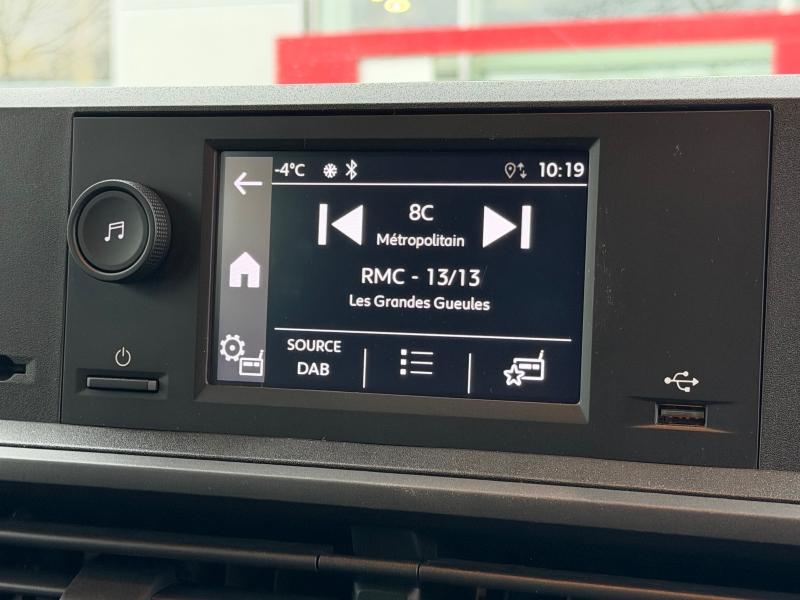 -4°C 10:19
8C
Métropolitain
RMC - 13/13
Les Grandes Gueules
SOURCE
DAB